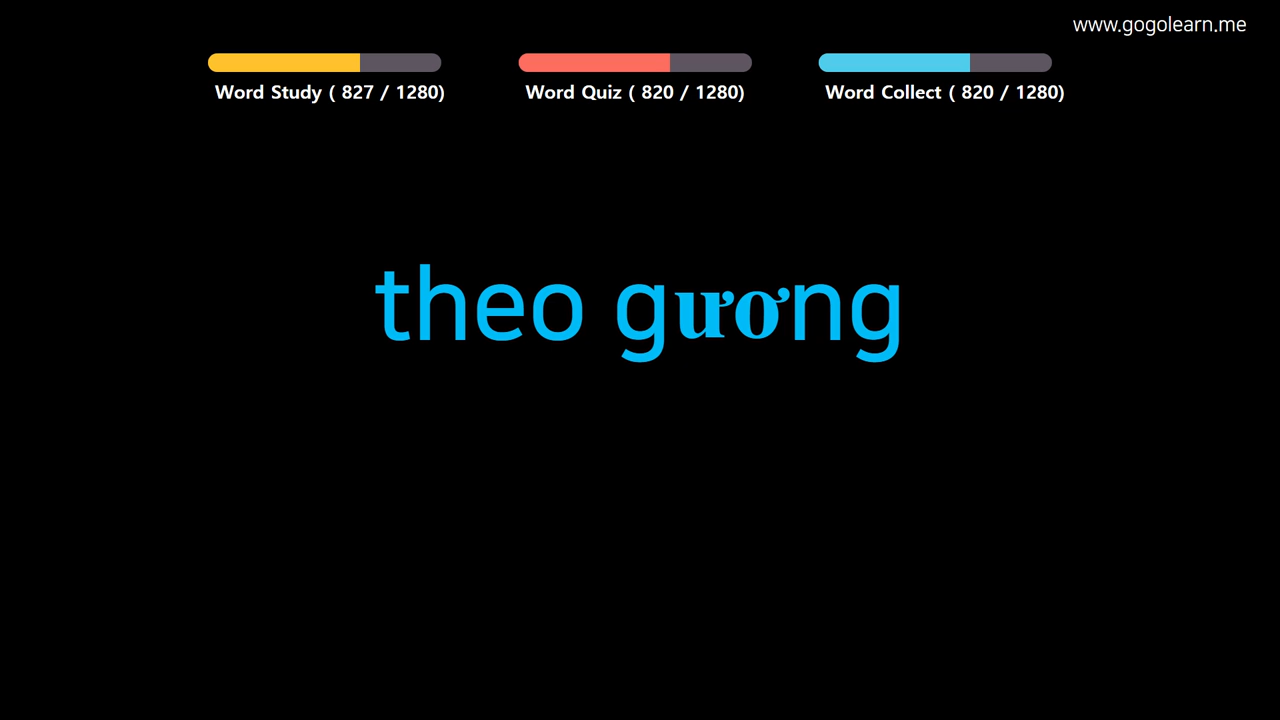 www.gogolearn.me
Word Study ( 827 / 1280)
Word Quiz ( 820 / 1280)
Word Collect ( 820 / 1280)
theo gương